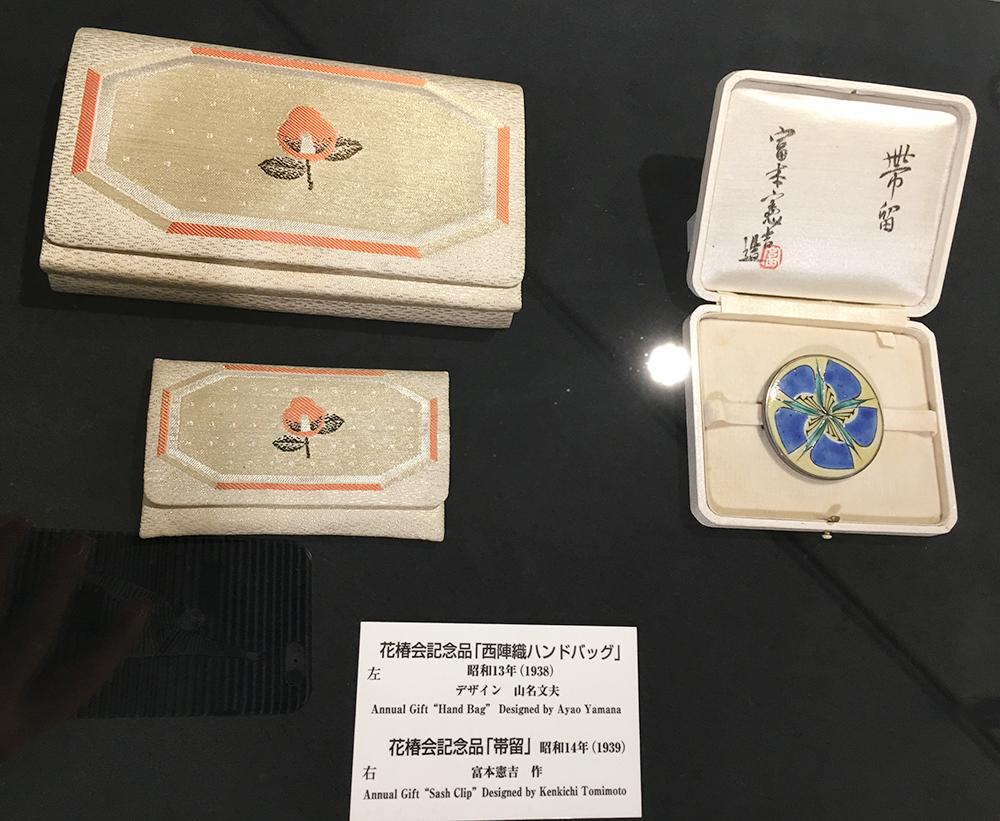 帯留
富本憲吉造
富
花椿会記念品「西陣織ハンドバッグ」
左 昭和13年(1938)
デザイン 山名文夫
Annual Gift “Hand Bag” Designed by Ayao Yamana
花椿会記念品「帯留」 昭和14年(1939)
右 富本憲吉 作
Annual Gift “Sash Clip” Designed by Kenkichi Tomimoto